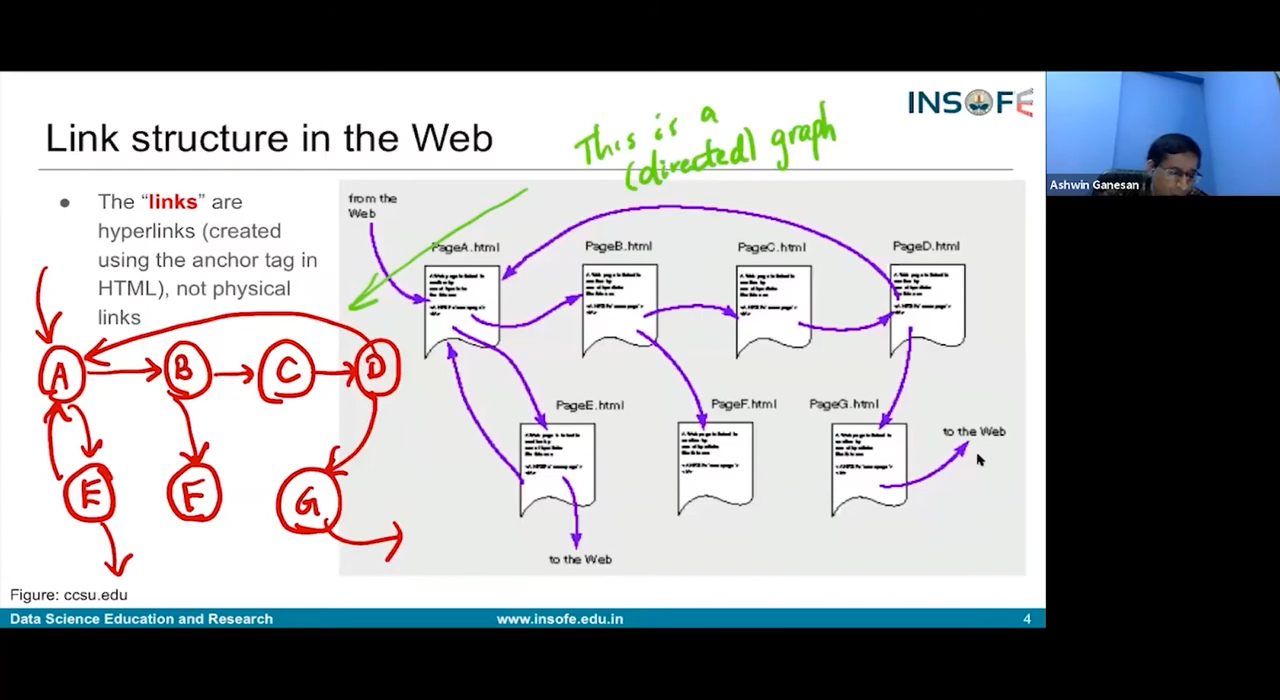 INSOFE
Link structure in the Web
This is a
(directed) graph
● The “links” are
hyperlinks (created
using the anchor tag in
HTML), not physical
links
A B C D
E F G
from the
Web
PageA.html PageB.html PageC.html PageD.html
PageE.html PageF.html PageG.html
to the Web
to the Web
Figure: ccsu.edu
Data Science Education and Research www.insofe.edu.in 4
Ashwin Ganesan